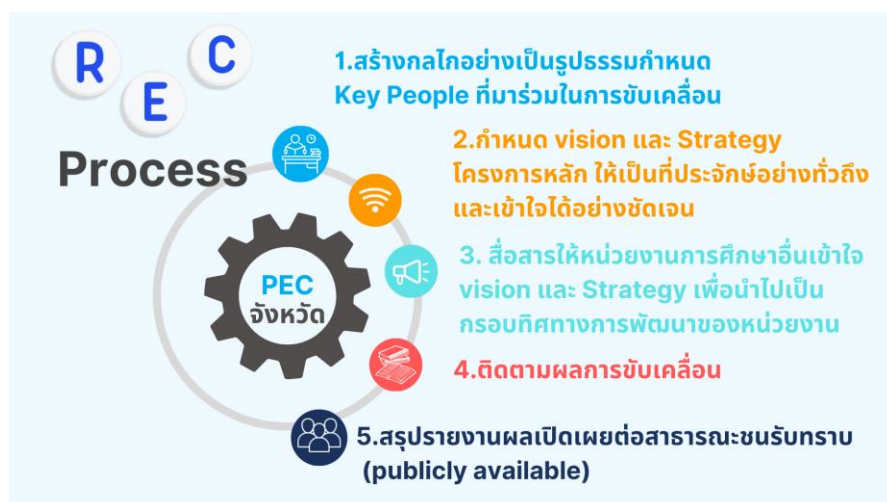 R E C
Process
1.สร้างกลไกอย่างเป็นรูปธรรมกำหนด
Key People ที่มาร่วมในการขับเคลื่อน
2.กำหนด vision และ Strategy
โครงการหลัก ให้เป็นที่ประจักษ์อย่างทั่วถึง
และเข้าใจได้อย่างชัดเจน
PEC
จังหวัด
3. สื่อสารให้หน่วยงานการศึกษาอื่นเข้าใจ
vision และ Strategy เพื่อนำไปเป็น
กรอบทิศทางการพัฒนาของหน่วยงาน
4.ติดตามผลการขับเคลื่อน
5.สรุปรายงานผลเปิดเผยต่อสาธารณะชนรับทราบ
(publicly available)